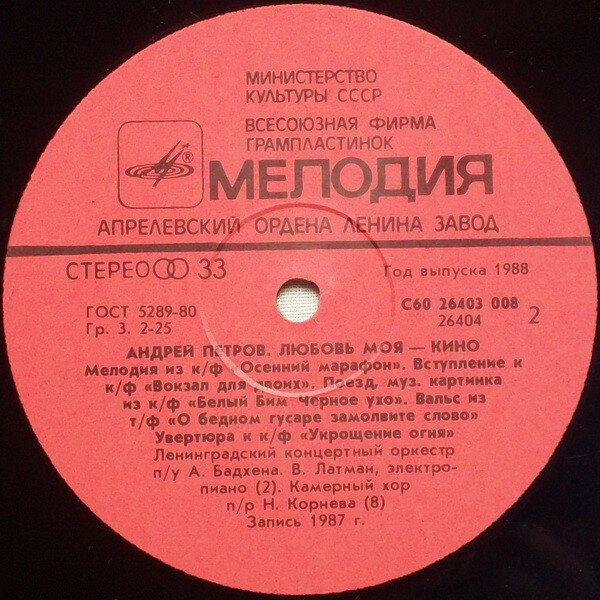 МИНИСТЕРСТВО
КУЛЬТУРЫ СССР
ВСЕСОЮЗНАЯ ФИРМА
ГРАМПЛАСТИНОК
®
МЕЛОДИЯ
АПРЕЛЕВСКИЙ ОРДЕНА ЛЕНИНА ЗАВОД
СТЕРЕО 33
Год выпуска 1988
ГОСТ 5289-80
Гр. 3. 2-25
С60 26403 008
26404
2
АНДРЕЙ ПЕТРОВ. ЛЮБОВЬ МОЯ — КИНО
Мелодия из к/ф «Осенний марафон». Вступление к
к/ф «Вокзал для двоих». Поезд, муз. картинка
из к/ф «Белый Бим Черное ухо». Вальс из
т/ф «О бедном гусаре замолвите слово»
Увертюра к к/ф «Укрощение огня»
Ленинградский концертный оркестр
п/у А. Бадхена. В. Латман, электро-
пиано (2). Камерный хор
п/р Н. Корнева (8)
Запись 1987 г.